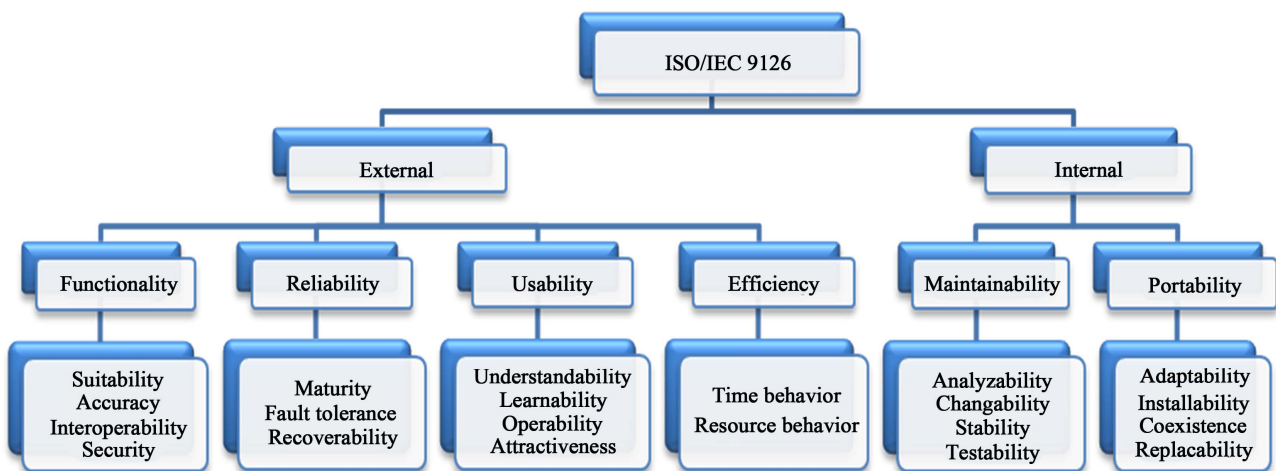 ISO/IEC 9126
External
Internal
Functionality
Reliability
Usability
Efficiency
Maintainability
Portability
Suitability
Accuracy
Interoperability
Security
Maturity
Fault tolerance
Recoverability
Understandability
Learnability
Operability
Attractiveness
Time behavior
Resource behavior
Analyzability
Changability
Stability
Testability
Adaptability
Installability
Coexistence
Replacability